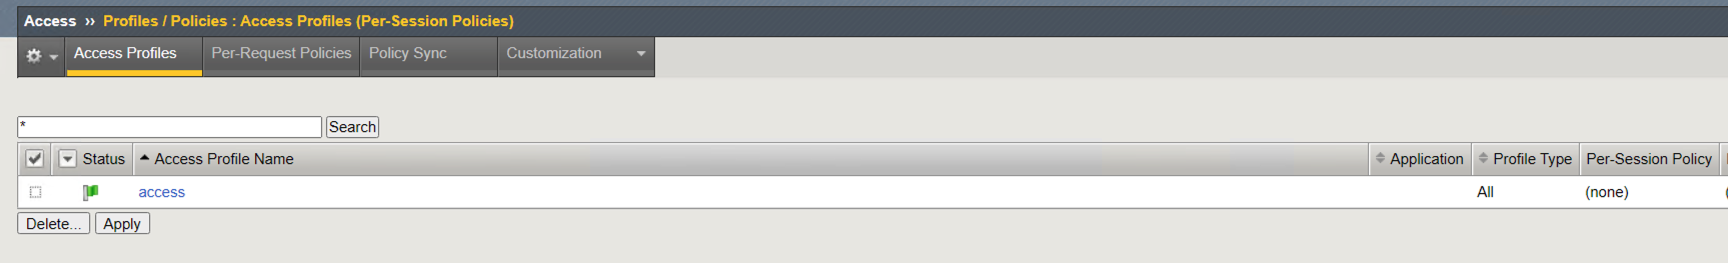 Access ›› Profiles / Policies : Access Profiles (Per-Session Policies)
Access Profiles Per-Request Policies Policy Sync Customization
* Search
Status Access Profile Name Application Profile Type Per-Session Policy
access All (none)
Delete... Apply